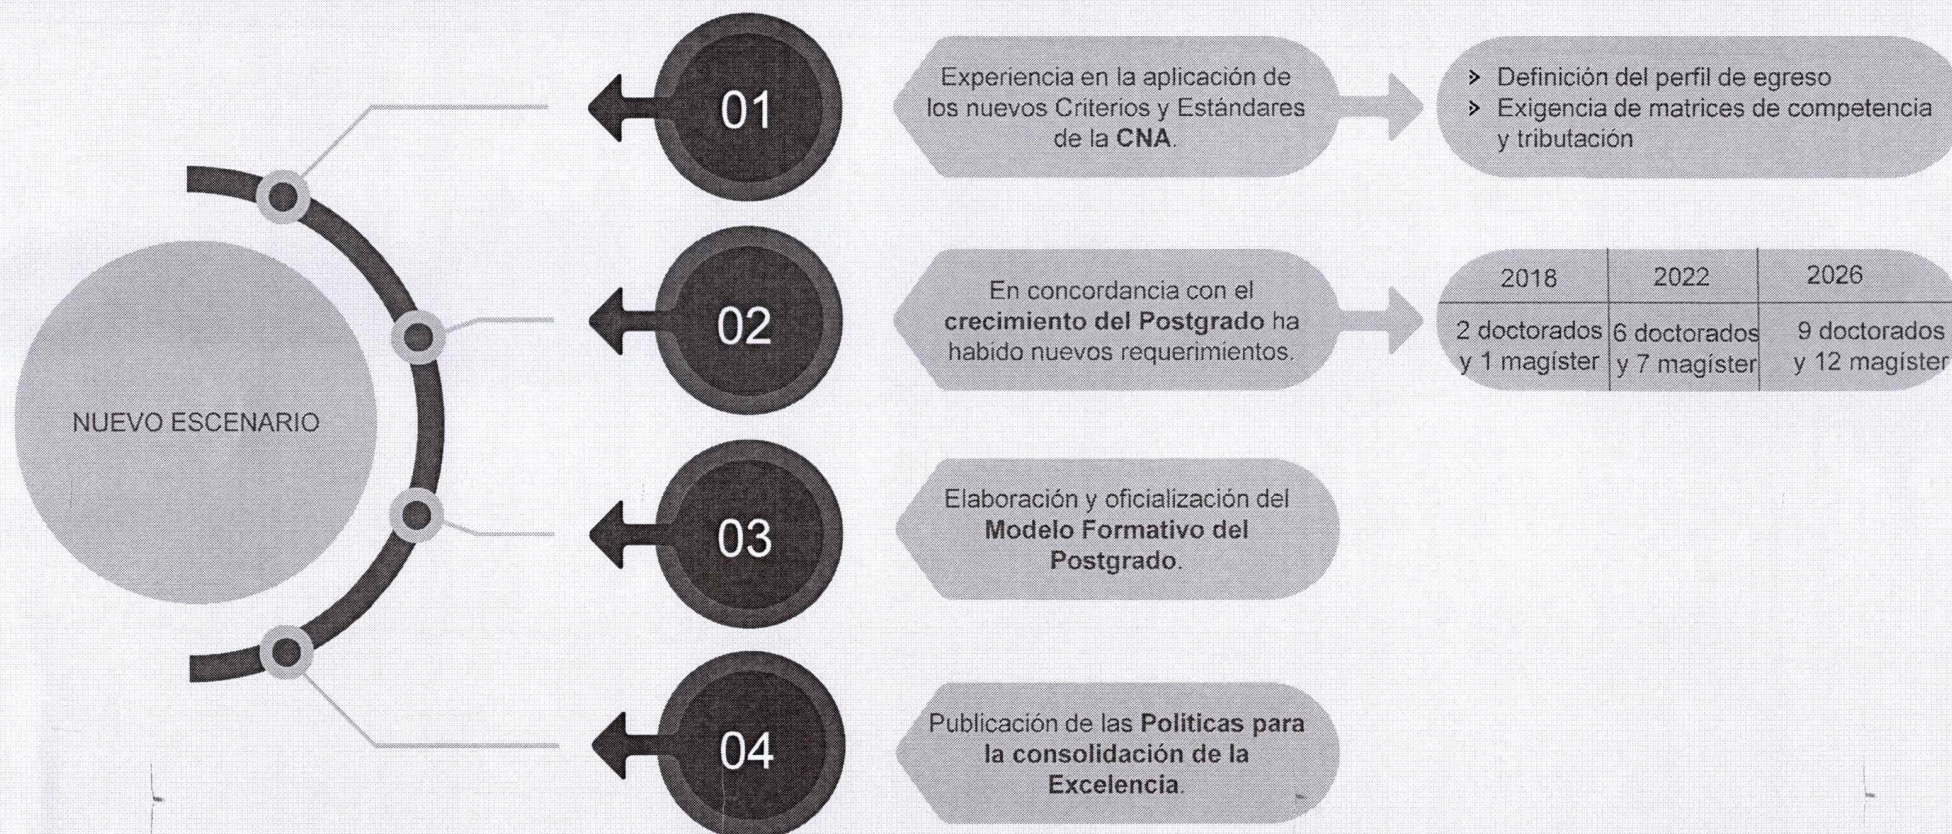 NUEVO ESCENARIO
01
Experiencia en la aplicación de
los nuevos Criterios y Estándares
de la CNA.
➢ Definición del perfil de egreso
➢ Exigencia de matrices de competencia
y tributación
02
En concordancia con el
crecimiento del Postgrado ha
habido nuevos requerimientos.
2018 2022 2026
2 doctorados 6 doctorados 9 doctorados
y 1 magíster y 7 magíster y 12 magíster
03
Elaboración y oficialización del
Modelo Formativo del
Postgrado.
04
Publicación de las Politicas para
la consolidación de la
Excelencia.